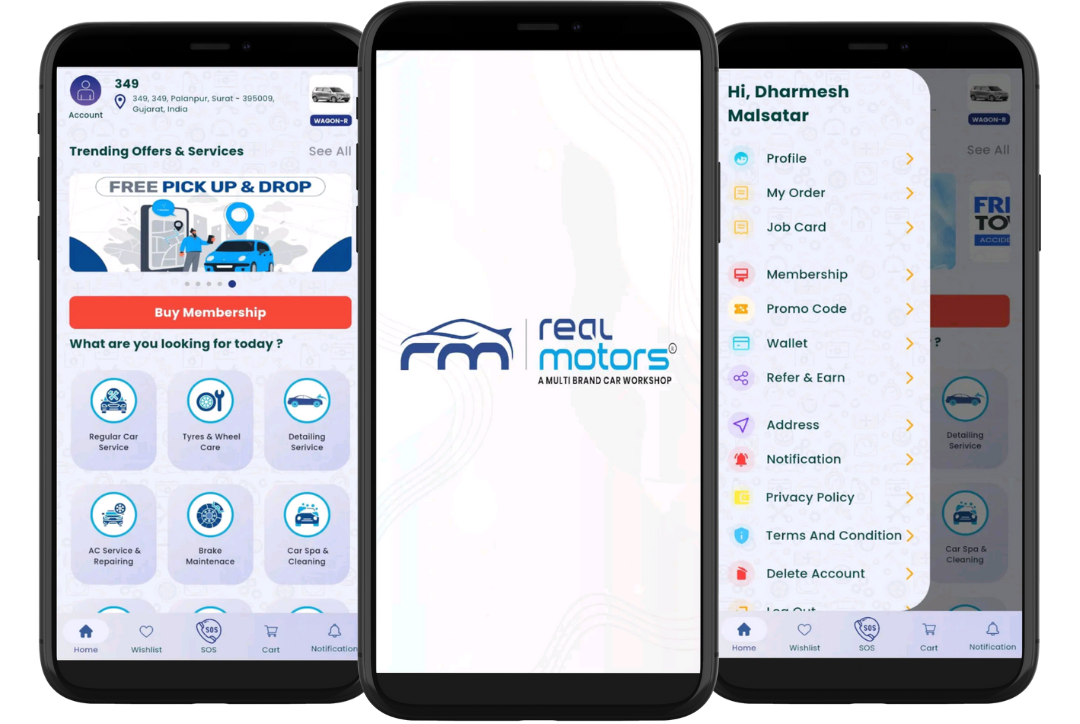 349
349, 349, Palanpur, Surat - 395009,
Gujarat, India
Account
WAGON-R
Trending Offers & Services
See All
FREE PICK UP & DROP
Buy Membership
What are you looking for today ?
Regular Car
Service
Tyres & Wheel
Care
Detailing
Serivice
AC Service &
Repairing
Brake
Maintenace
Car Spa &
Cleaning
Home
Wishlist
SOS
SOS
Cart
Notification
rm
real
motors®
A MULTI BRAND CAR WORKSHOP
Hi, Dharmesh
Malsatar
Profile
My Order
Job Card
Membership
Promo Code
Wallet
Refer & Earn
Address
Notification
Privacy Policy
Terms And Condition
Delete Account
Log Out
WAGON-R
See All
FRE
TO
ACCID
?
Detailing
Serivice
Car Spa &
Cleaning
Home
Wishlist
SOS
SOS
Cart
Notification